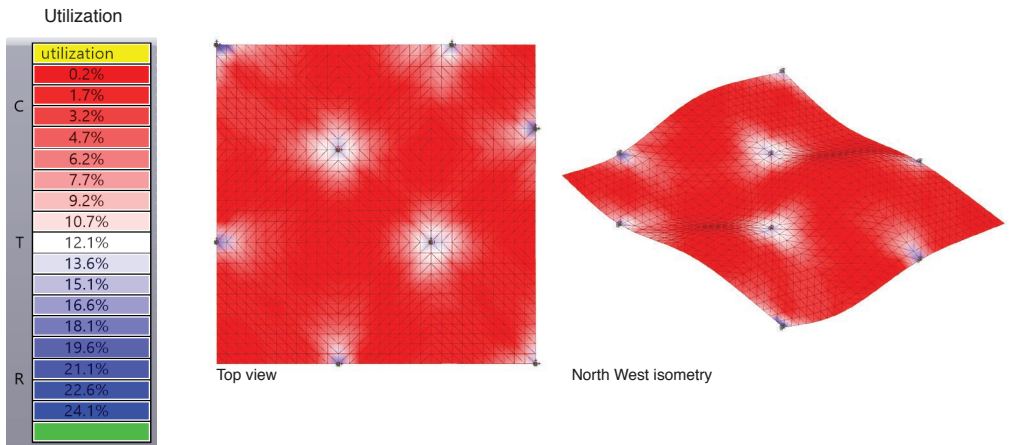 Utilization
utilization
0.2%
1.7%
C
3.2%
4.7%
6.2%
7.7%
9.2%
10.7%
T
12.1%
13.6%
15.1%
16.6%
18.1%
19.6%
21.1%
R
22.6%
24.1%
Top view
North West isometry